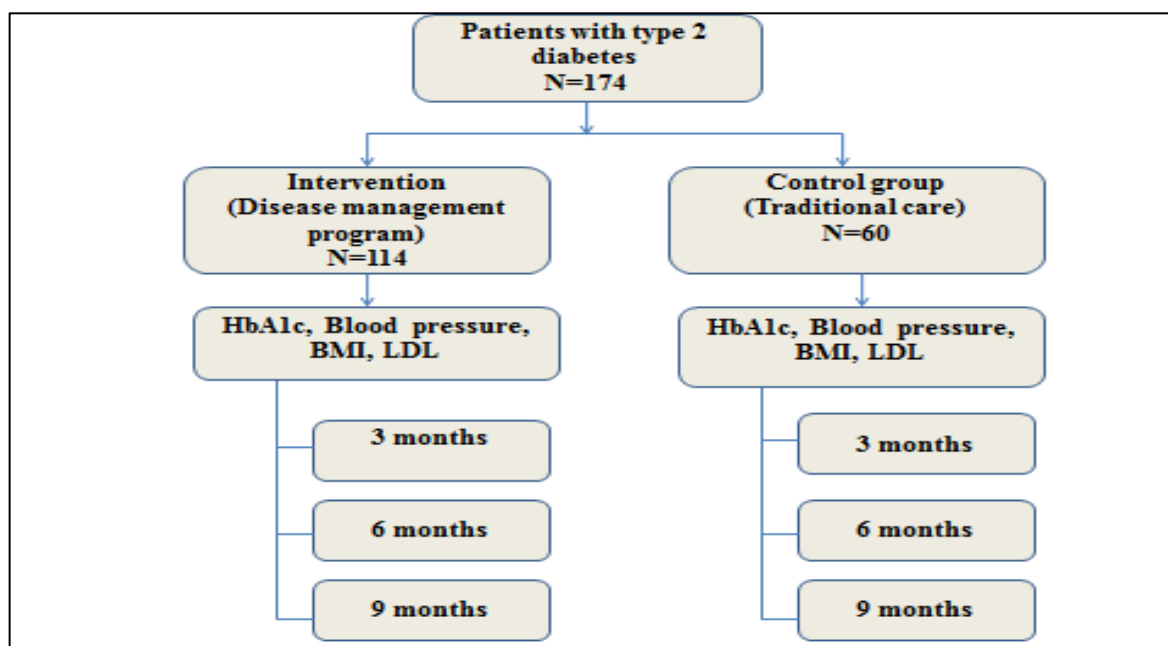 Patients with type 2
diabetes
N=174
Intervention
(Disease management
program)
N=114
Control group
(Traditional care)
N=60
HbA1c, Blood pressure,
BMI, LDL
HbA1c, Blood pressure,
BMI, LDL
3 months
3 months
6 months
6 months
9 months
9 months